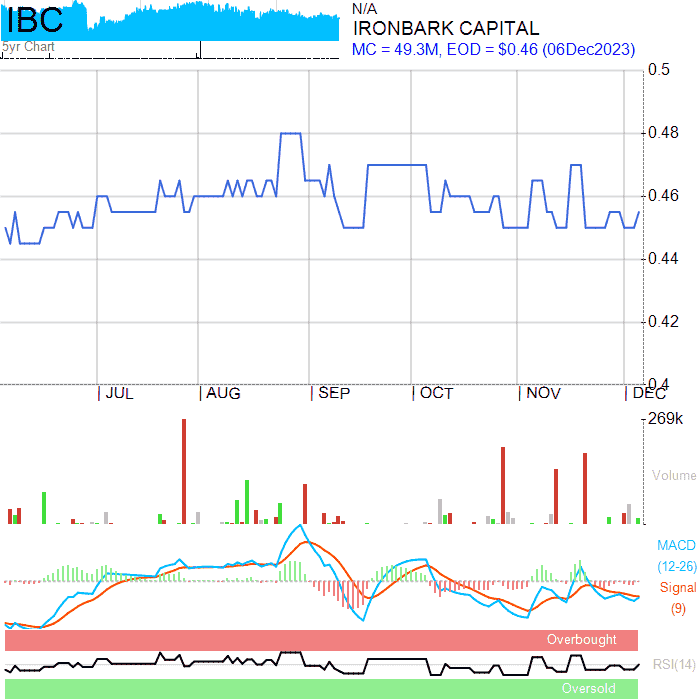 IBC
5yr Chart
N/A
IRONBARK CAPITAL
MC = 49.3M, EOD = $0.46 (06Dec2023)
0.5
0.48
0.46
0.44
0.42
0.4
JUL
AUG
SEP
OCT
NOV
DEC
269k
Volume
MACD
(12-26)
Signal
(9)
Overbought
RSI(14)
Oversold